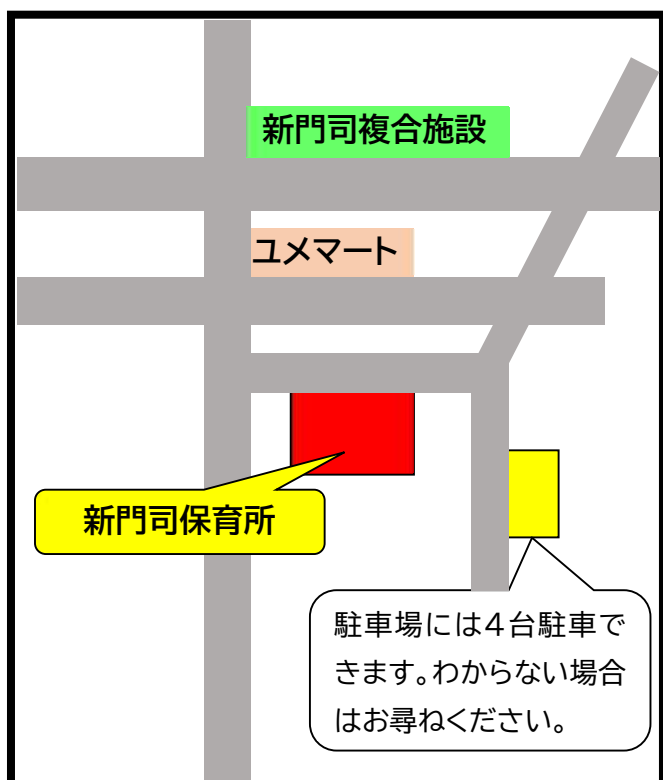 新門司複合施設
ユメマート
新門司保育所
駐車場には４台駐車で
きます。わからない場合
はお尋ねください。